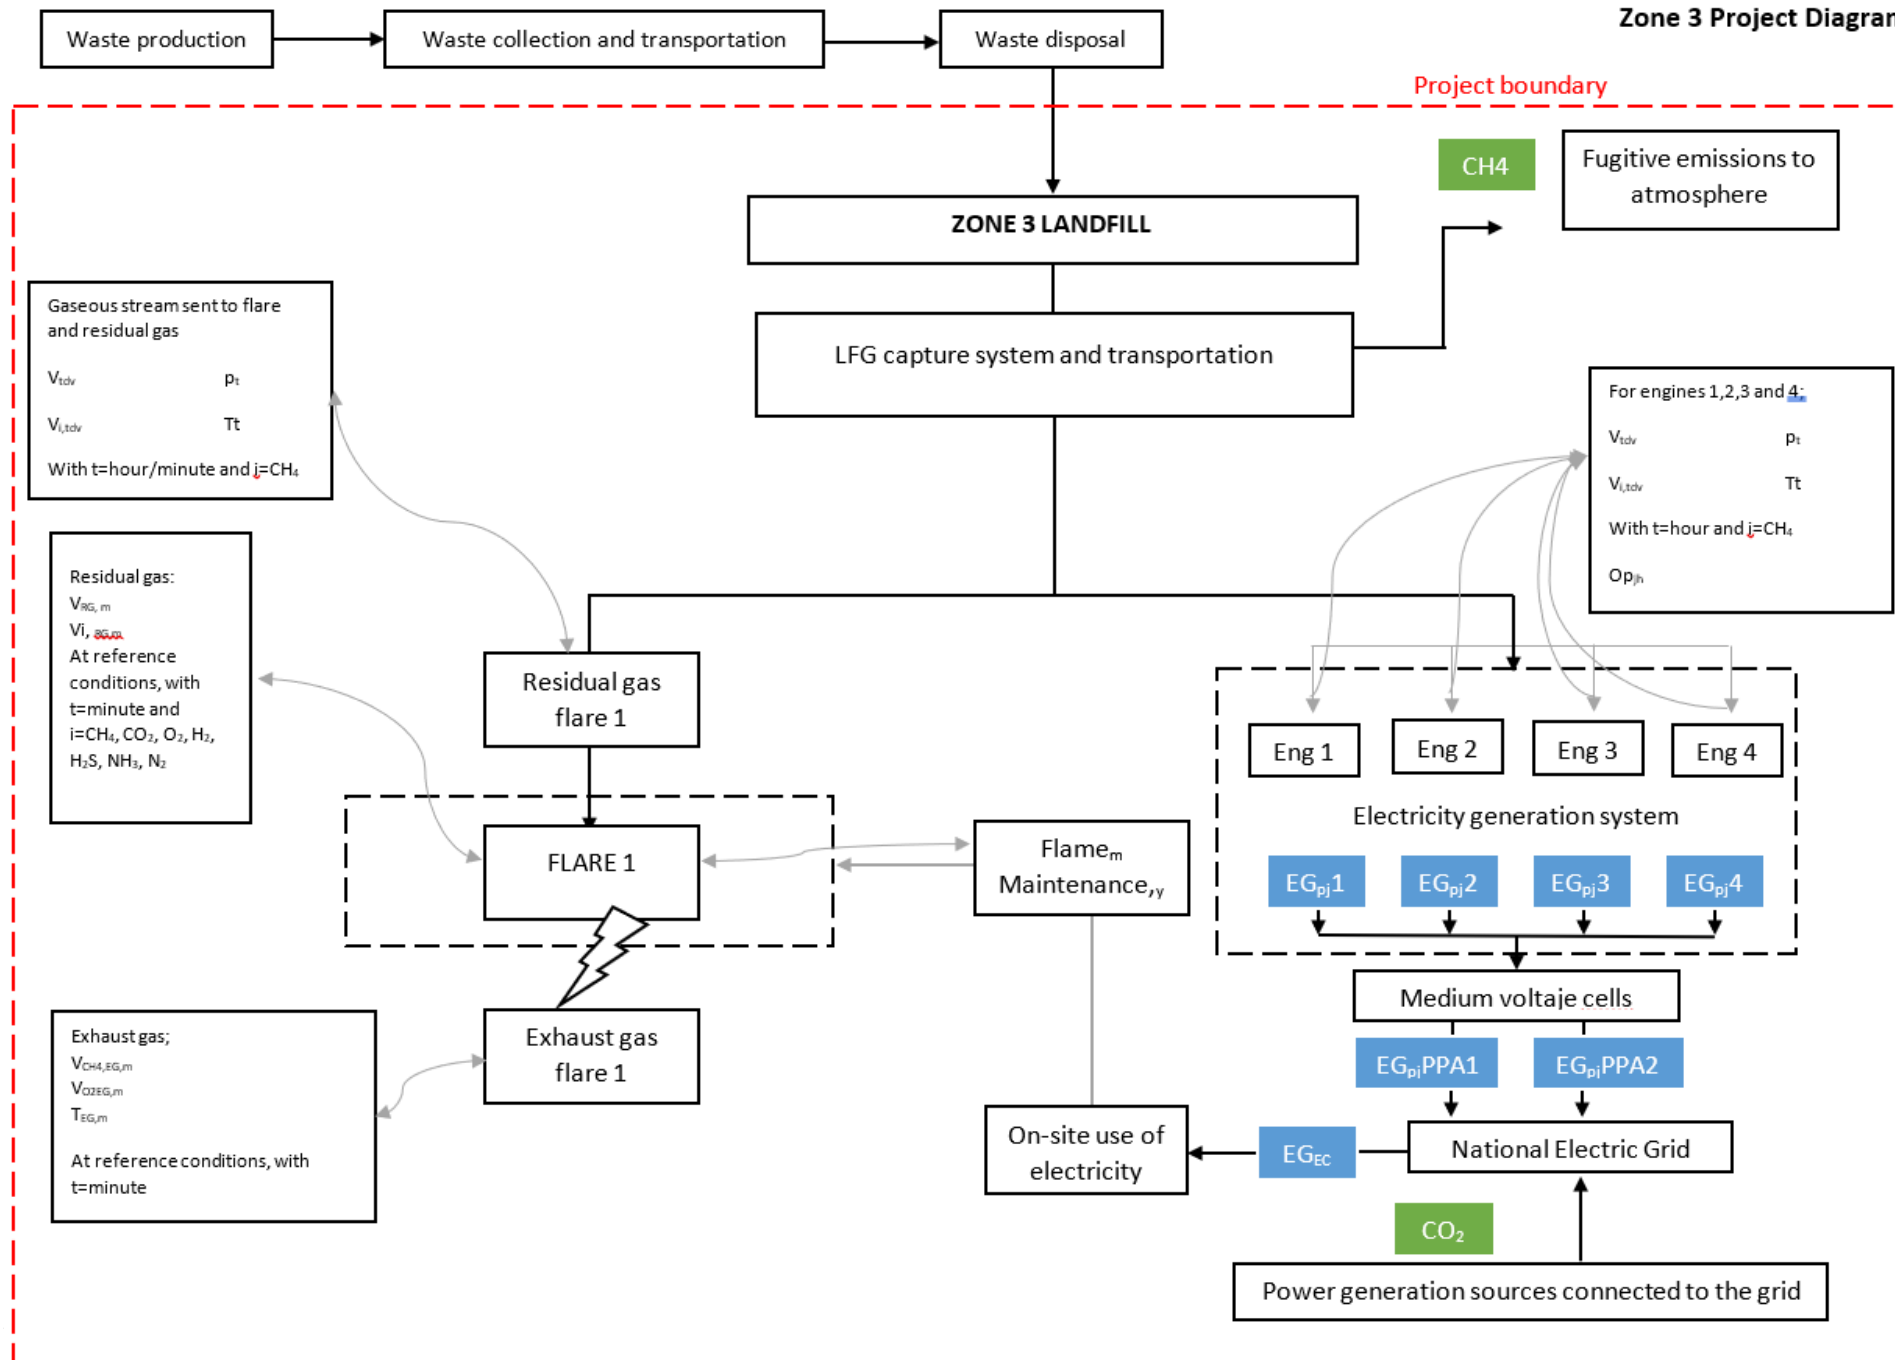 Zone 3 Project Diagran
Waste production
Waste collection and transportation
Waste disposal
Project boundary
CH4
Fugitive emissions to
atmosphere
ZONE 3 LANDFILL
LFG capture system and transportation
Gaseous stream sent to flare
and residual gas
Vtdv pt
Vi,tdv Tt
With t=hour/minute and i=CH₄
For engines 1,2,3 and 4;
Vtdv pt
Vi,tdv Tt
With t=hour and i=CH₄
Opjh
Residual gas:
VRG, m
Vi, RG,m
At reference
conditions, with
t=minute and
i=CH₄, CO₂, O₂, H₂,
H₂S, NH₃, N₂
Residual gas
flare 1
Eng 1
Eng 2
Eng 3
Eng 4
Electricity generation system
FLARE 1
Flamem
Maintenance,y
EGpj1
EGpj2
EGpj3
EGpj4
Medium voltaje cells
Exhaust gas;
VCH4,EG,m
VO2EG,m
TEG,m
At reference conditions, with
t=minute
Exhaust gas
flare 1
EGpjPPA1
EGpjPPA2
On-site use of
electricity
EGEC
National Electric Grid
CO₂
Power generation sources connected to the grid